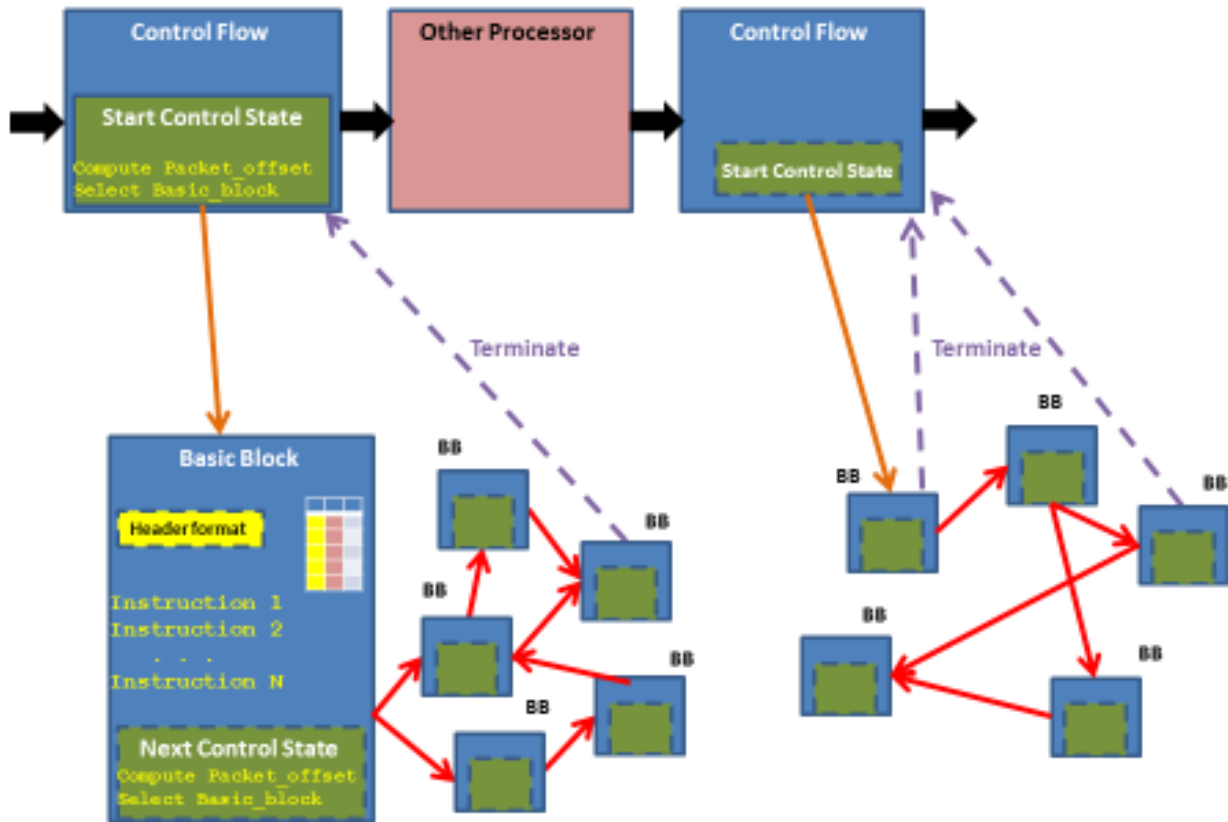 Control Flow
Other Processor
Control Flow
Start Control State
Compute Packet_offset
Select Basic_block
Start Control State
Terminate
Terminate
Basic Block
Header format
Instruction 1
Instruction 2
. . .
Instruction N
Next Control State
Compute Packet_offset
Select Basic_block
BB
BB
BB
BB
BB
BB
BB
BB
BB
BB